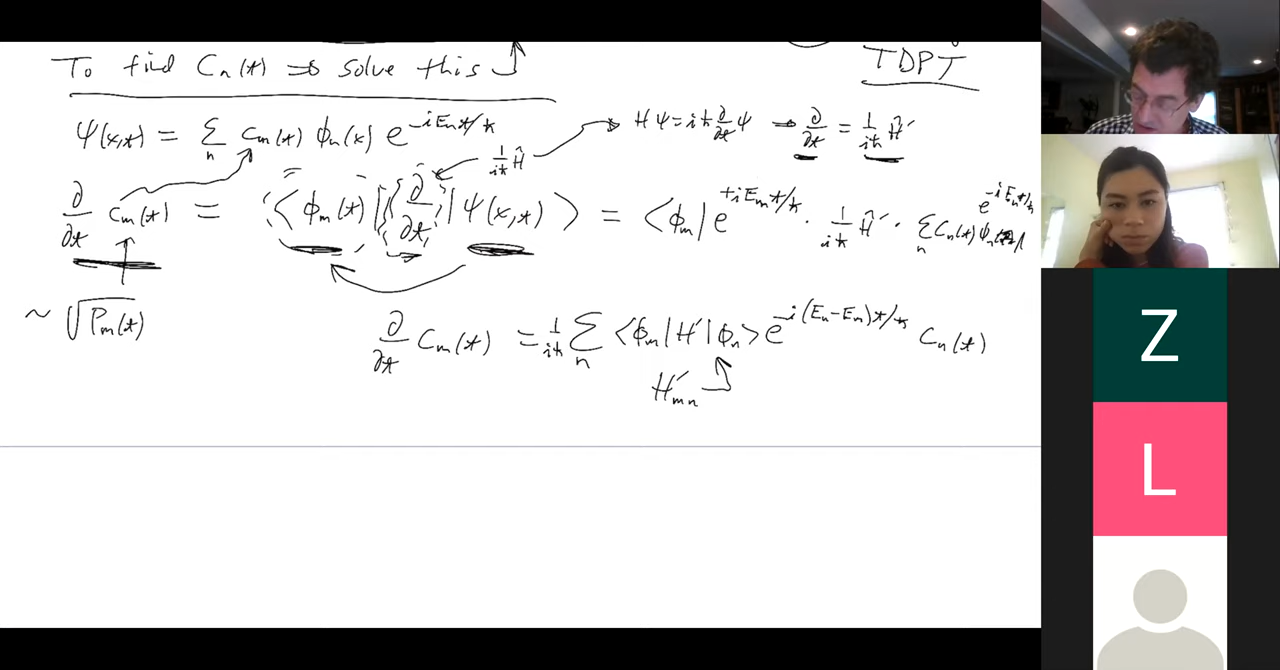 To find Cₙ(t) ⇒ solve this
TDPT
Ψ(x,t) = Σₙ cₘ(t) ϕₙ(x) e^(-iEₙt/ħ)
HΨ = iħ ∂/∂t Ψ → ∂/∂t = 1/iħ Ĥ′
1/iħ Ĥ
∂/∂t cₘ(t) = ⟨ϕₘ(t)|{∂/∂t}|Ψ(x,t)⟩ = ⟨ϕₘ| e^(+iEₘt/ħ) · 1/iħ Ĥ′ · Σₙ Cₙ(t) ϕₙ e^(-iEₙt/ħ)
~ √Pₘ(t)
∂/∂t Cₘ(t) = 1/iħ Σₙ ⟨ϕₘ|H′|ϕₙ⟩ e^(-i(Eₙ-Eₘ)t/ħ) Cₙ(t)
H′ₘₙ
Z
L